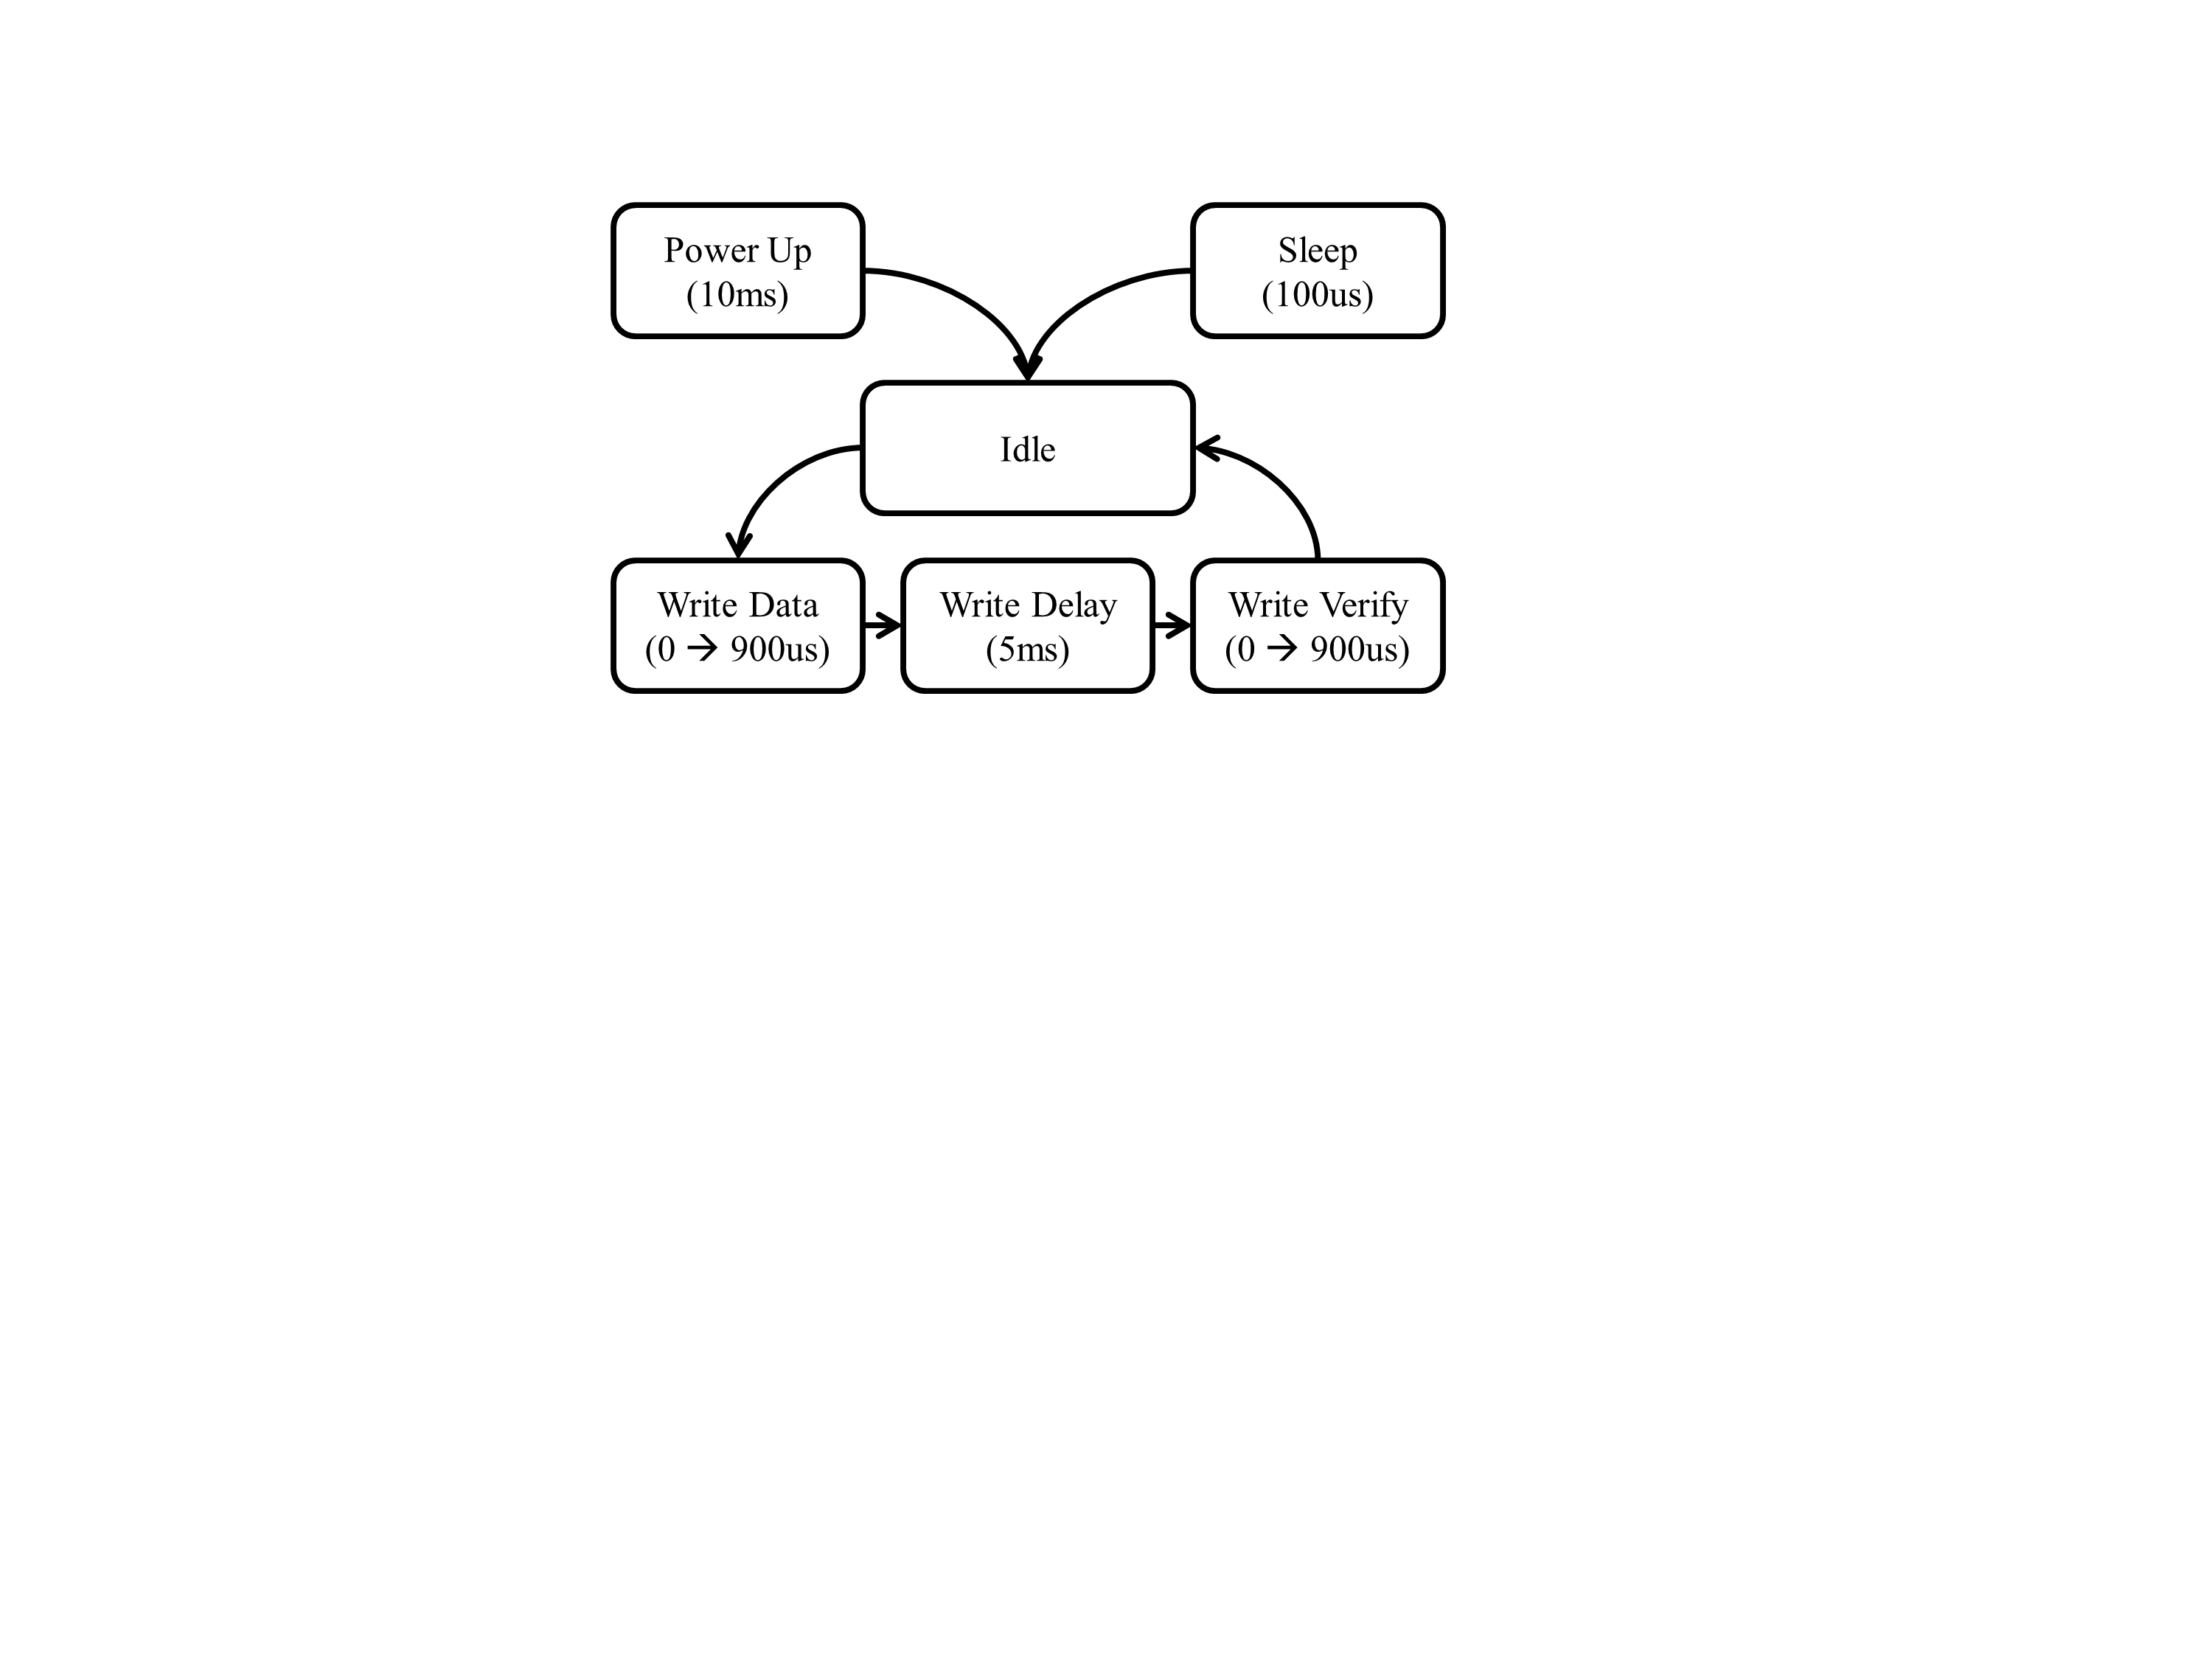 Power Up
(10ms)
Sleep
(100us)
Idle
Write Data
(0 → 900us)
Write Delay
(5ms)
Write Verify
(0 → 900us)